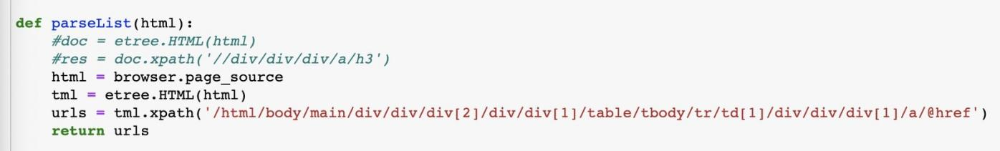 def parseList(html):
#doc = etree.HTML(html)
#res = doc.xpath('//div/div/div/a/h3')
html = browser.page_source
tml = etree.HTML(html)
urls = tml.xpath('/html/body/main/div/div/div[2]/div/div[1]/table/tbody/tr/td[1]/div/div/div[1]/a/@href')
return urls